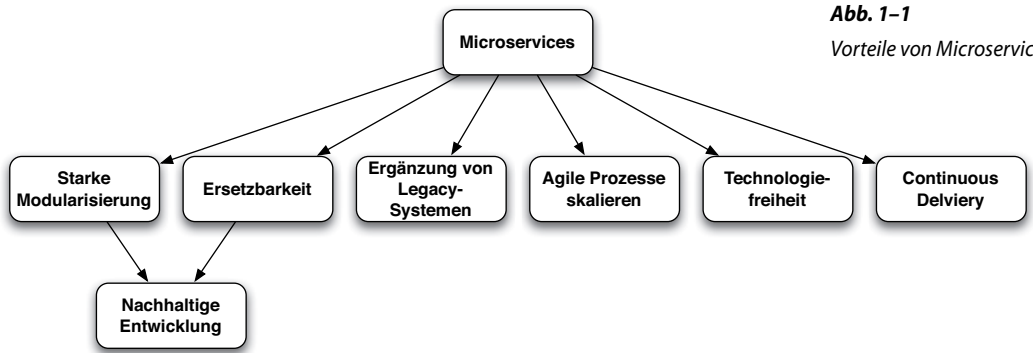 Abb. 1–1
Vorteile von Microservic
Microservices
Starke
Modularisierung
Ersetzbarkeit
Ergänzung von
Legacy-
Systemen
Agile Prozesse
skalieren
Technologie-
freiheit
Continuous
Delviery
Nachhaltige
Entwicklung